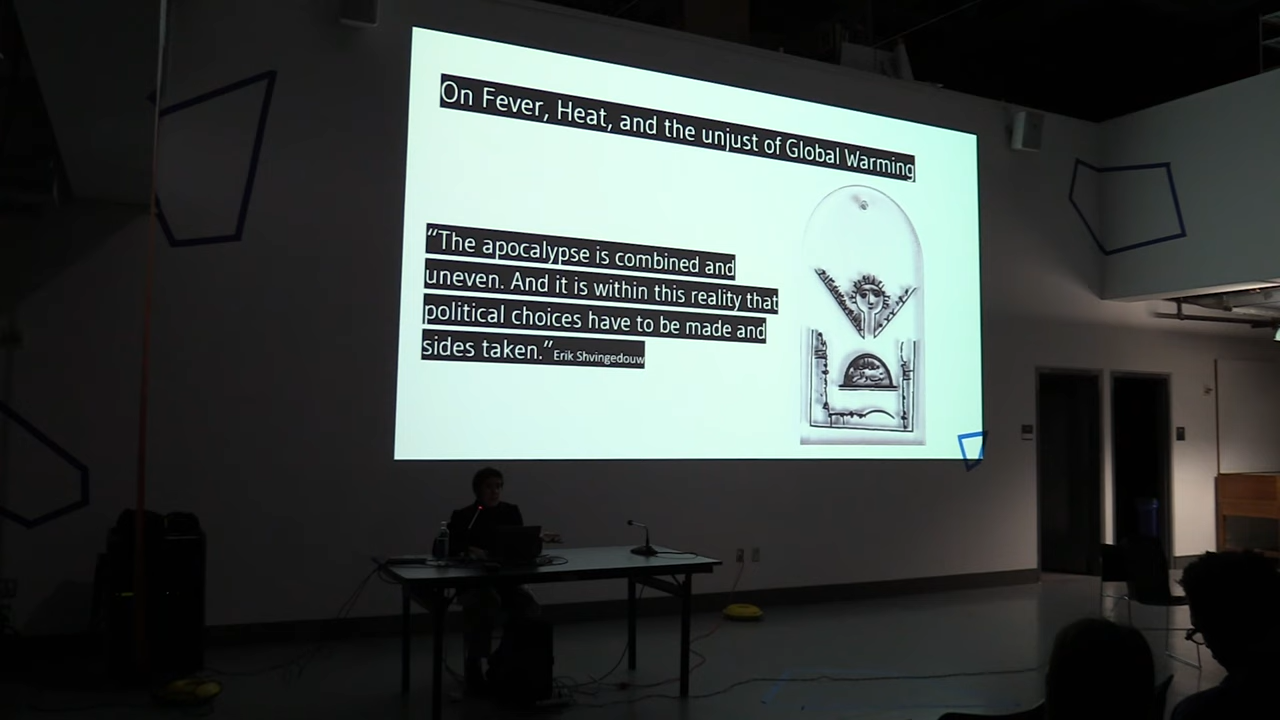 On Fever, Heat, and the unjust of Global Warming
“The apocalypse is combined and
uneven. And it is within this reality that
political choices have to be made and
sides taken.” Erik Shvingedouw